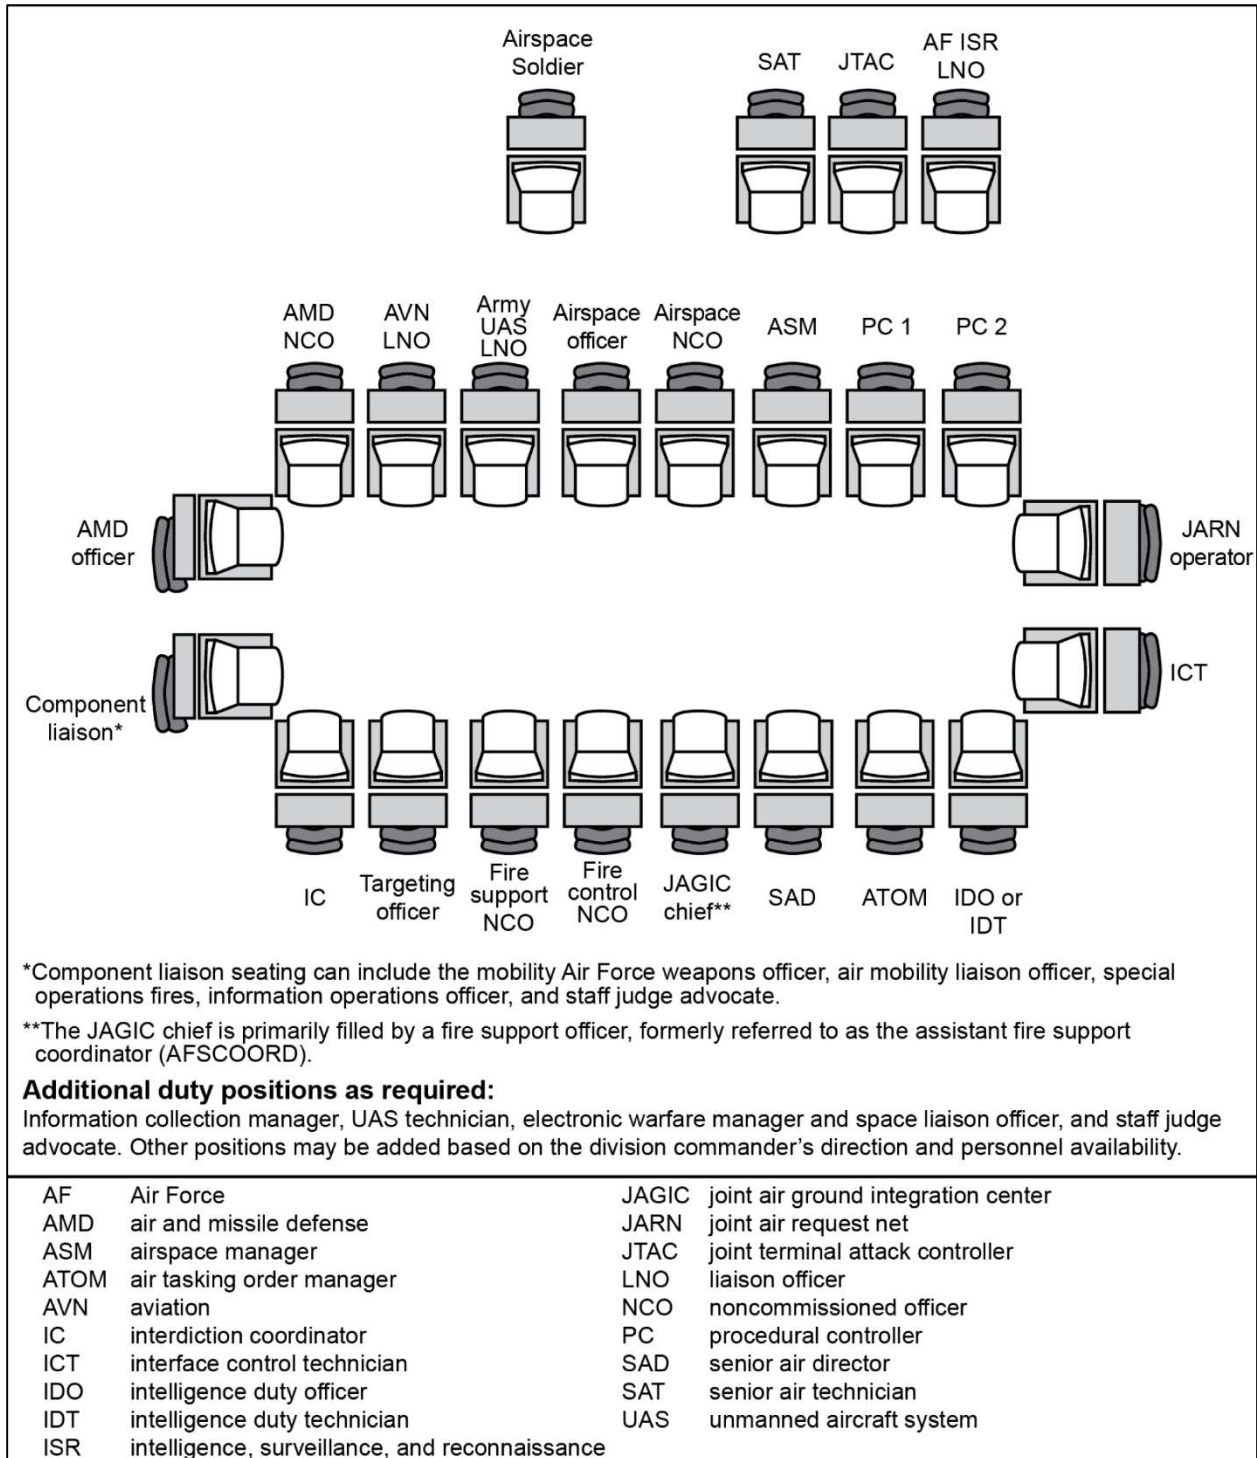 Airspace
Soldier
SAT
JTAC
AF ISR
LNO
AMD
NCO
AVN
LNO
Army
UAS
LNO
Airspace
officer
Airspace
NCO
ASM
PC 1
PC 2
AMD
officer
JARN
operator
Component
liaison*
ICT
IC
Targeting
officer
Fire
support
NCO
Fire
control
NCO
JAGIC
chief**
SAD
ATOM
IDO or
IDT
*Component liaison seating can include the mobility Air Force weapons officer, air mobility liaison officer, special
operations fires, information operations officer, and staff judge advocate.
**The JAGIC chief is primarily filled by a fire support officer, formerly referred to as the assistant fire support
coordinator (AFSCOORD).
Additional duty positions as required:
Information collection manager, UAS technician, electronic warfare manager and space liaison officer, and staff judge
advocate. Other positions may be added based on the division commander's direction and personnel availability.
AF Air Force
AMD air and missile defense
ASM airspace manager
ATOM air tasking order manager
AVN aviation
IC interdiction coordinator
ICT interface control technician
IDO intelligence duty officer
IDT intelligence duty technician
ISR intelligence, surveillance, and reconnaissance
JAGIC joint air ground integration center
JARN joint air request net
JTAC joint terminal attack controller
LNO liaison officer
NCO noncommissioned officer
PC procedural controller
SAD senior air director
SAT senior air technician
UAS unmanned aircraft system